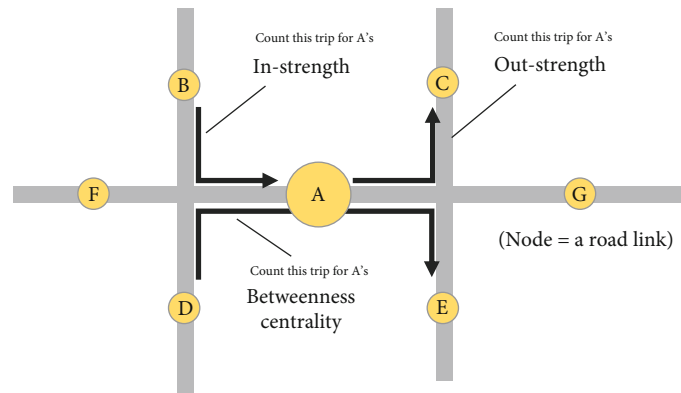 Count this trip for A's
In-strength
Count this trip for A's
Out-strength
B
C
F
A
G
(Node = a road link)
Count this trip for A's
Betweenness
centrality
D
E